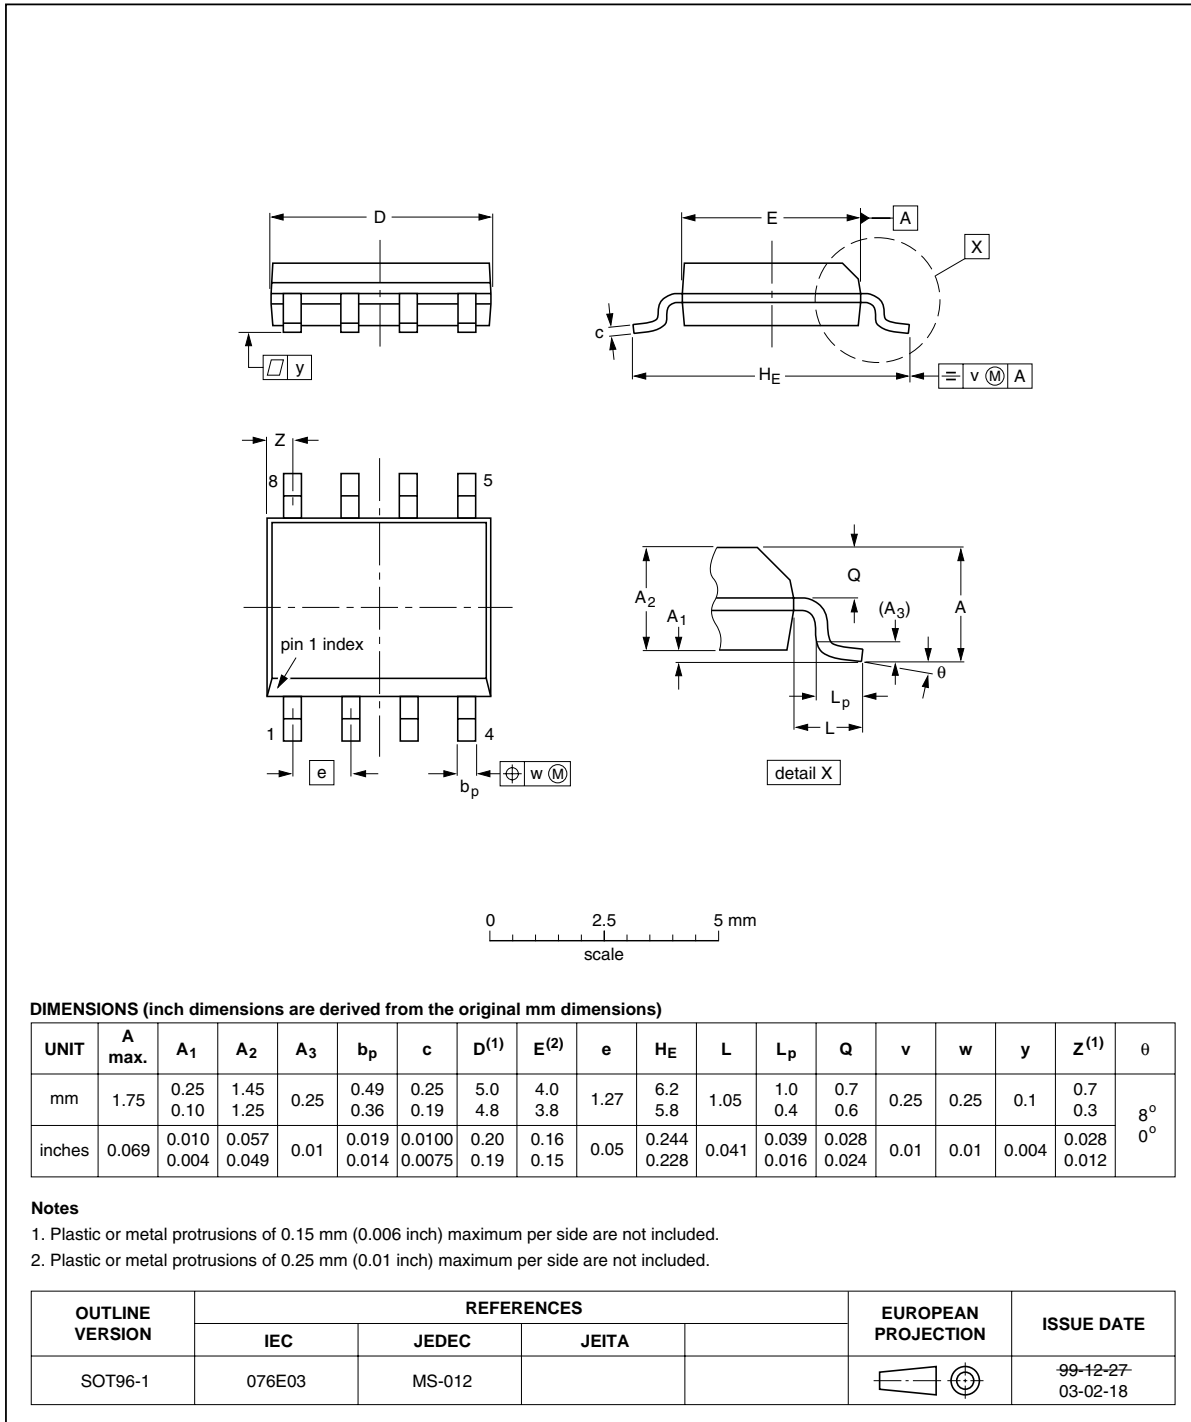 D
E
A
X
c
y
HE
= v M A
Z
8
5
pin 1 index
1
4
e
bp
w M
Q
A2
A1
(A3)
A
θ
Lp
L
detail X
0 2.5 5 mm
scale
DIMENSIONS (inch dimensions are derived from the original mm dimensions)
UNIT A max. A1 A2 A3 bp c D(1) E(2) e HE L Lp Q v w y Z(1) θ
mm 1.75 0.25 0.10 1.45 1.25 0.25 0.49 0.36 0.25 0.19 5.0 4.8 4.0 3.8 1.27 6.2 5.8 1.05 1.0 0.4 0.7 0.6 0.25 0.25 0.1 0.7 0.3 8° 0°
inches 0.069 0.010 0.004 0.057 0.049 0.01 0.019 0.014 0.0100 0.0075 0.20 0.19 0.16 0.15 0.05 0.244 0.228 0.041 0.039 0.016 0.028 0.024 0.01 0.01 0.004 0.028 0.012
Notes
1. Plastic or metal protrusions of 0.15 mm (0.006 inch) maximum per side are not included.
2. Plastic or metal protrusions of 0.25 mm (0.01 inch) maximum per side are not included.
OUTLINE VERSION REFERENCES EUROPEAN PROJECTION ISSUE DATE
IEC JEDEC JEITA
SOT96-1 076E03 MS-012 99-12-27
03-02-18